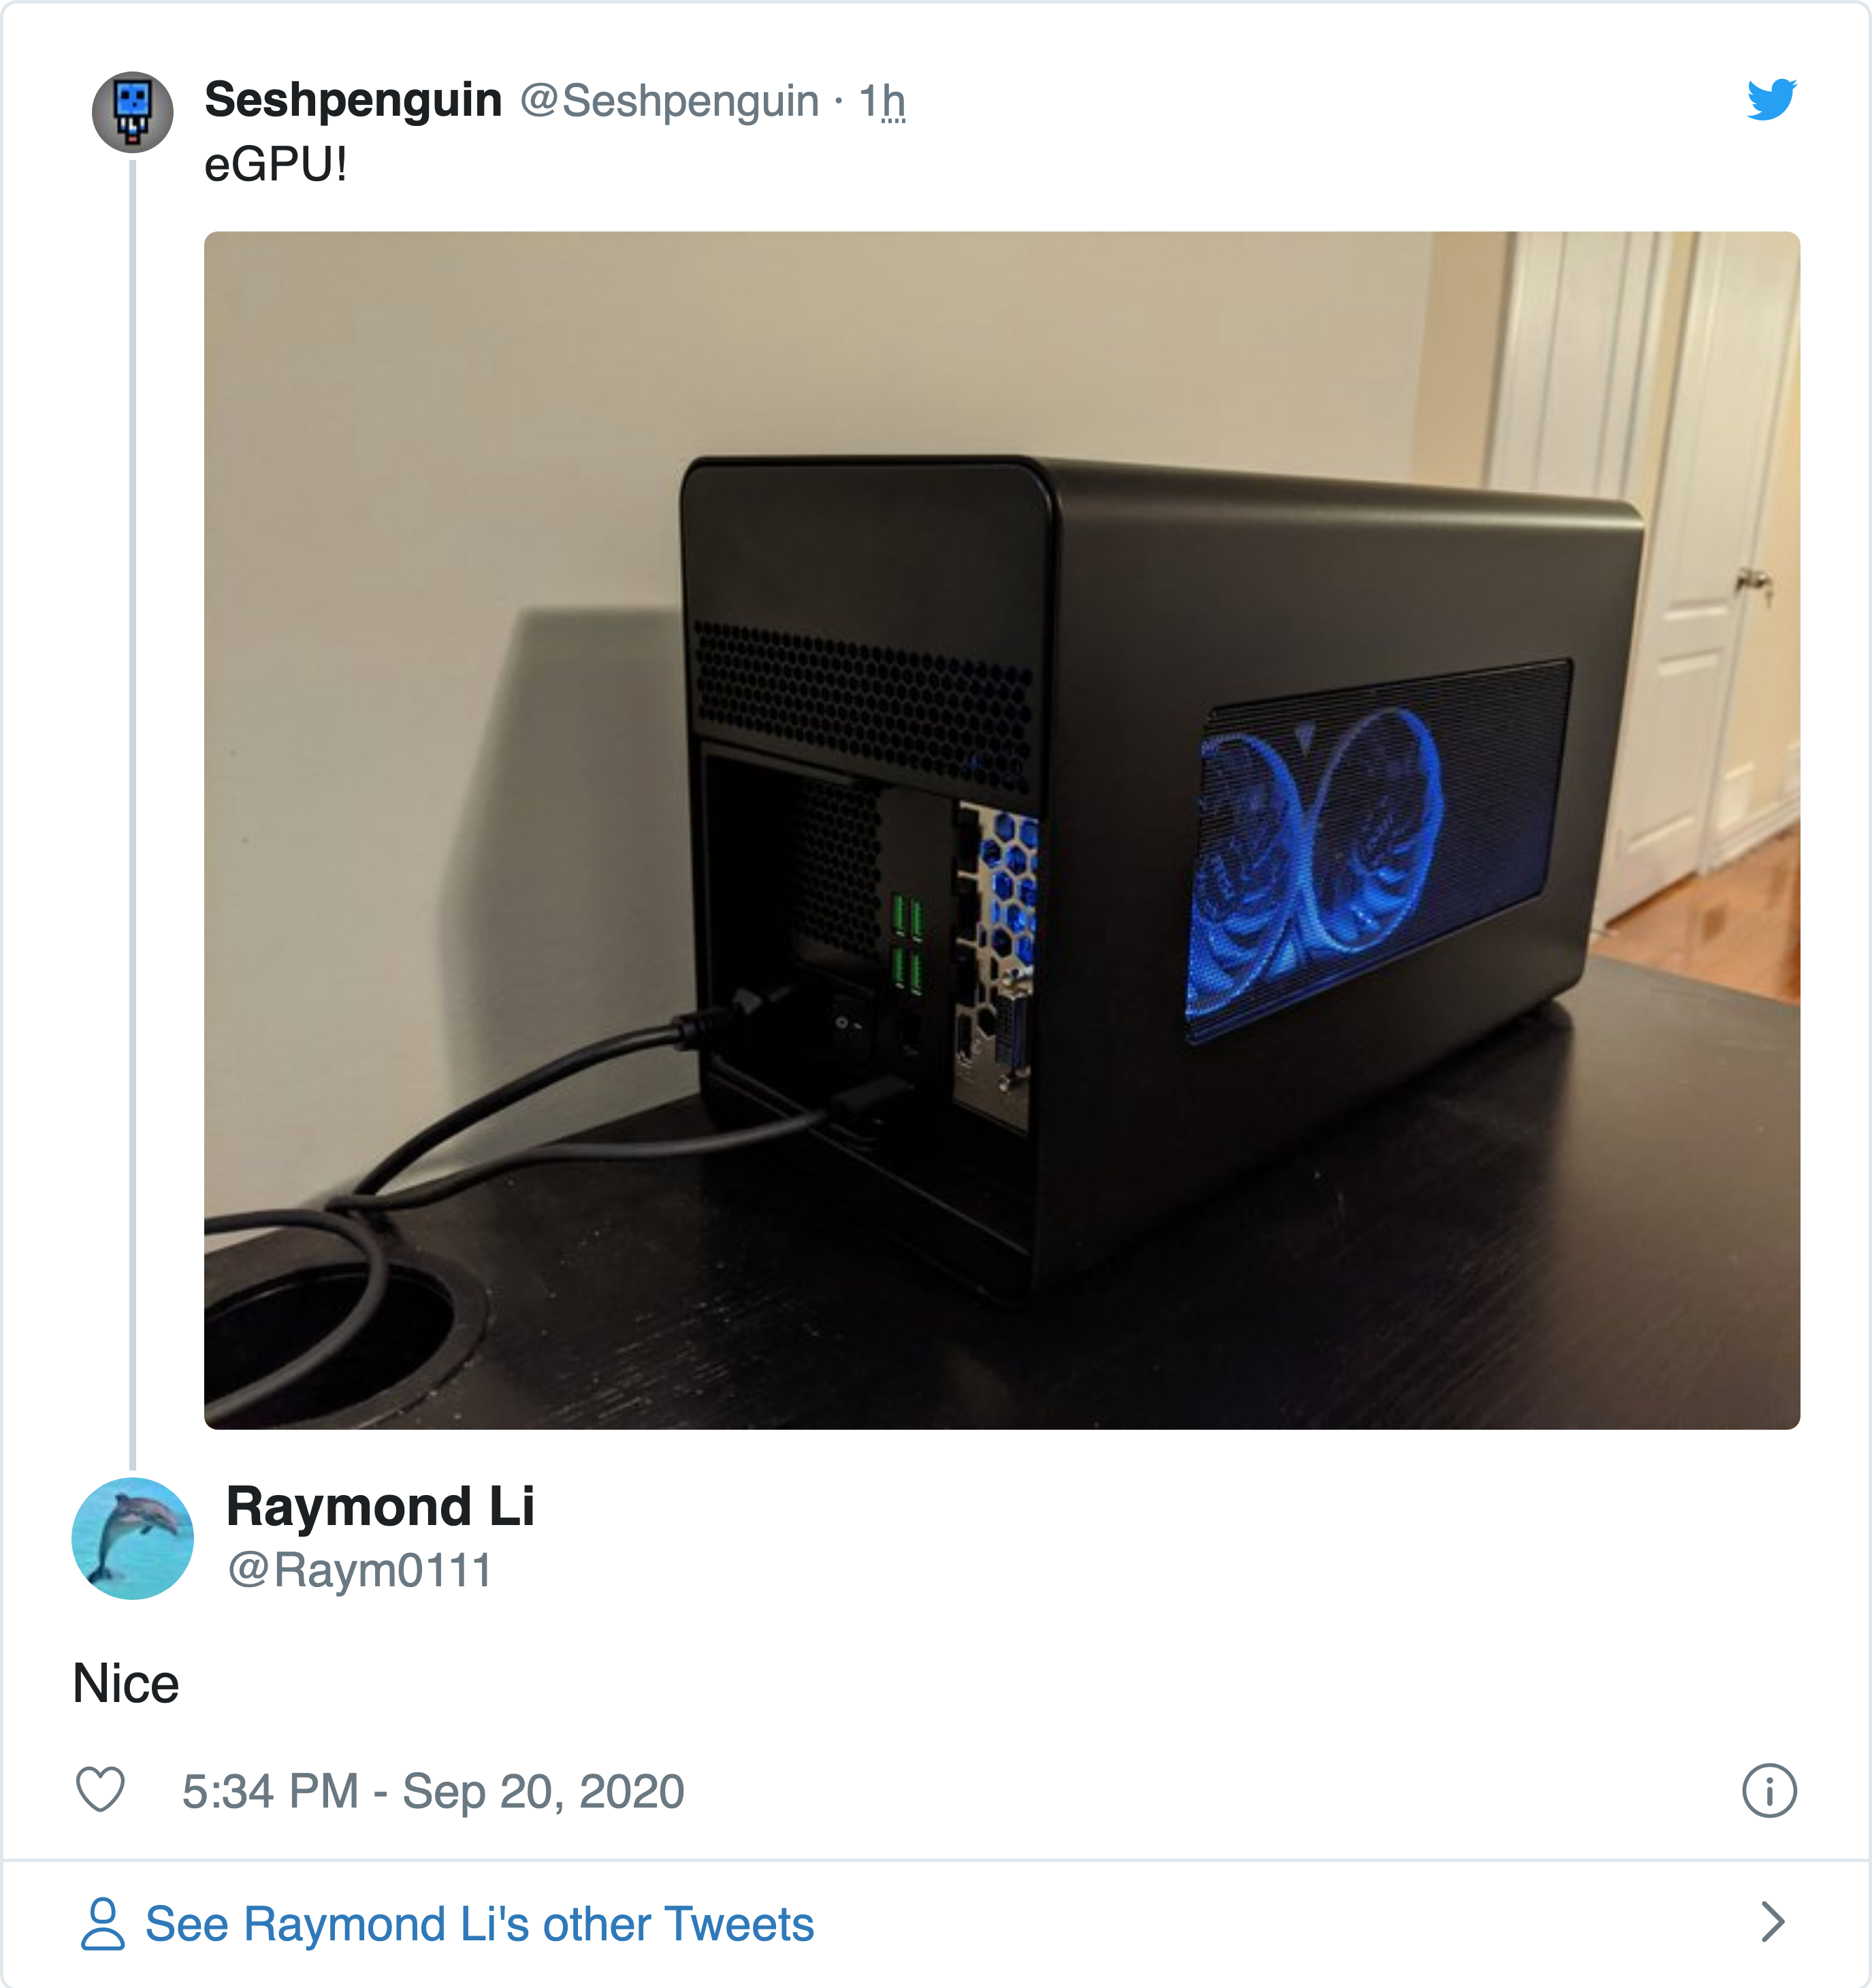 Seshpenguin @Seshpenguin · 1h
eGPU!
Raymond Li
@Raym0111
Nice
5:34 PM - Sep 20, 2020
See Raymond Li's other Tweets